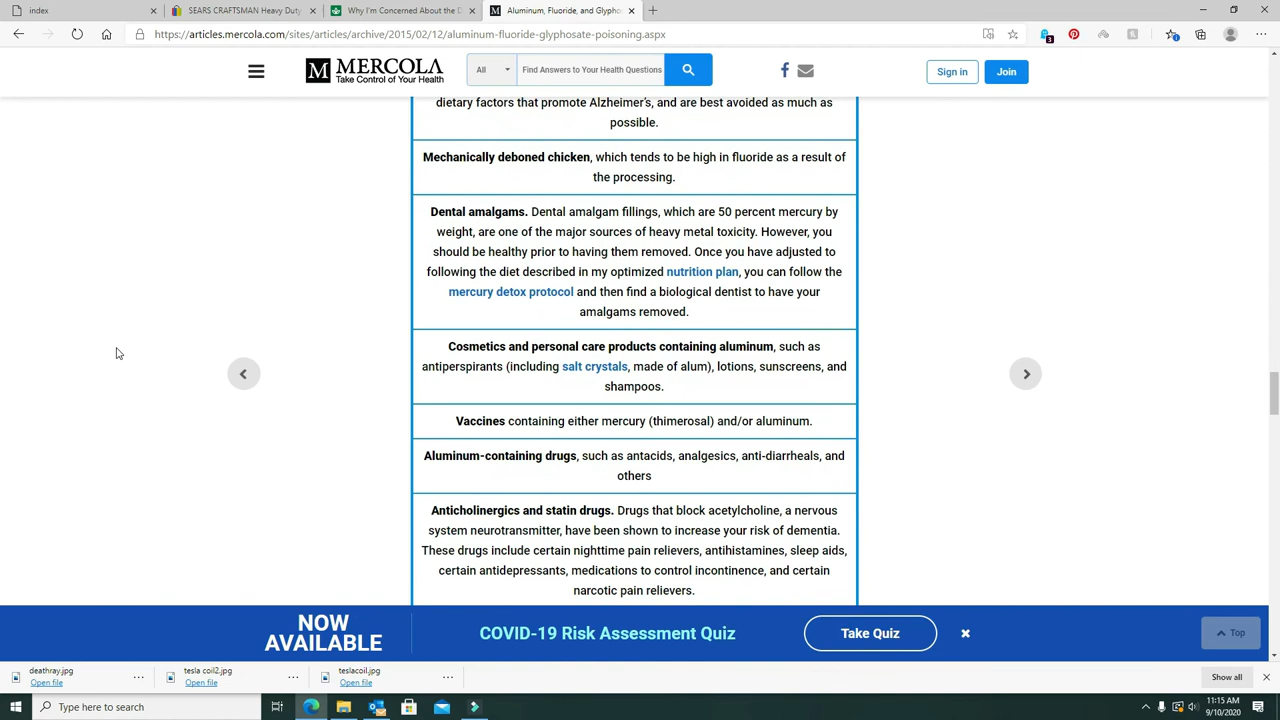 index
SEARS CRAFTSMAN Heavy Duty
Why I'm Concerned About the D
Aluminum, Fluoride, and Glypho
https://articles.mercola.com/sites/articles/archive/2015/02/12/aluminum-fluoride-glyphosate-poisoning.aspx
3
M MERCOLA
Take Control of Your Health
All
Find Answers to Your Health Questions
Sign in
Join
dietary factors that promote Alzheimer's, and are best avoided as much as
possible.
Mechanically deboned chicken, which tends to be high in fluoride as a result of
the processing.
Dental amalgams. Dental amalgam fillings, which are 50 percent mercury by
weight, are one of the major sources of heavy metal toxicity. However, you
should be healthy prior to having them removed. Once you have adjusted to
following the diet described in my optimized nutrition plan, you can follow the
mercury detox protocol and then find a biological dentist to have your
amalgams removed.
Cosmetics and personal care products containing aluminum, such as
antiperspirants (including salt crystals, made of alum), lotions, sunscreens, and
shampoos.
Vaccines containing either mercury (thimerosal) and/or aluminum.
Aluminum-containing drugs, such as antacids, analgesics, anti-diarrheals, and
others
Anticholinergics and statin drugs. Drugs that block acetylcholine, a nervous
system neurotransmitter, have been shown to increase your risk of dementia.
These drugs include certain nighttime pain relievers, antihistamines, sleep aids,
certain antidepressants, medications to control incontinence, and certain
narcotic pain relievers.
NOW
AVAILABLE
COVID-19 Risk Assessment Quiz
Take Quiz
Top
deathray.jpg
Open file
tesla coil2.jpg
Open file
teslacoil.jpg
Open file
Show all
Type here to search
11:15 AM
9/10/2020